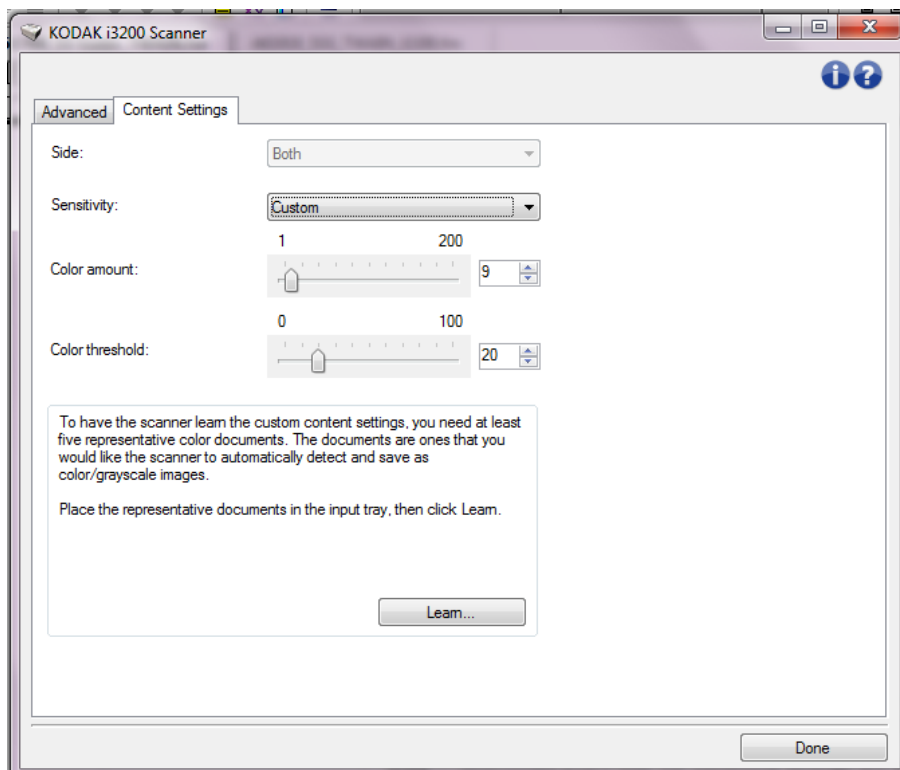 KODAK i3200 Scanner
Advanced
Content Settings
Side:
Both
Sensitivity:
Custom
1 200
Color amount:
9
0 100
Color threshold:
20
To have the scanner learn the custom content settings, you need at least
five representative color documents. The documents are ones that you
would like the scanner to automatically detect and save as
color/grayscale images.
Place the representative documents in the input tray, then click Learn.
Learn...
Done